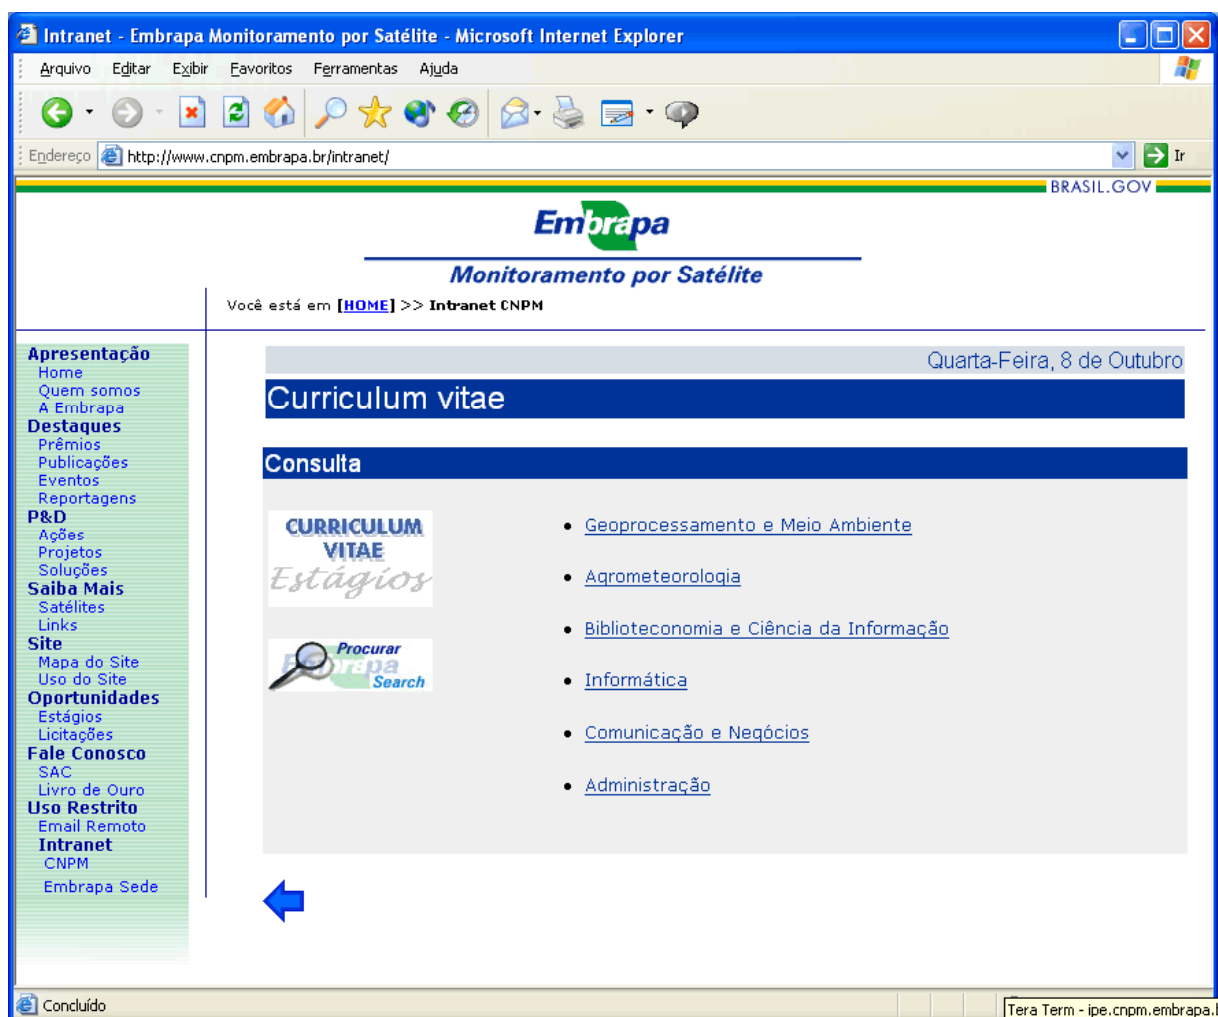 Intranet - Embrapa Monitoramento por Satélite - Microsoft Internet Explorer
Arquivo Editar Exibir Favoritos Ferramentas Ajuda
Endereço http://www.cnpm.embrapa.br/intranet/ Ir
BRASIL.GOV
Embrapa
Monitoramento por Satélite
Você está em [HOME] >> Intranet CNPM
Apresentação
Home
Quem somos
A Embrapa
Destaques
Prêmios
Publicações
Eventos
Reportagens
P&D
Ações
Projetos
Soluções
Saiba Mais
Satélites
Links
Site
Mapa do Site
Uso do Site
Oportunidades
Estágios
Licitações
Fale Conosco
SAC
Livro de Ouro
Uso Restrito
Email Remoto
Intranet
CNPM
Embrapa Sede
Quarta-Feira, 8 de Outubro
Curriculum vitae
Consulta
CURRICULUM
VITAE
Estágios
Procurar
Embrapa
Search
Geoprocessamento e Meio Ambiente
Agrometeorologia
Biblioteconomia e Ciência da Informação
Informática
Comunicação e Negócios
Administração
Concluído
Tera Term - ipe.cnpm.embrapa.